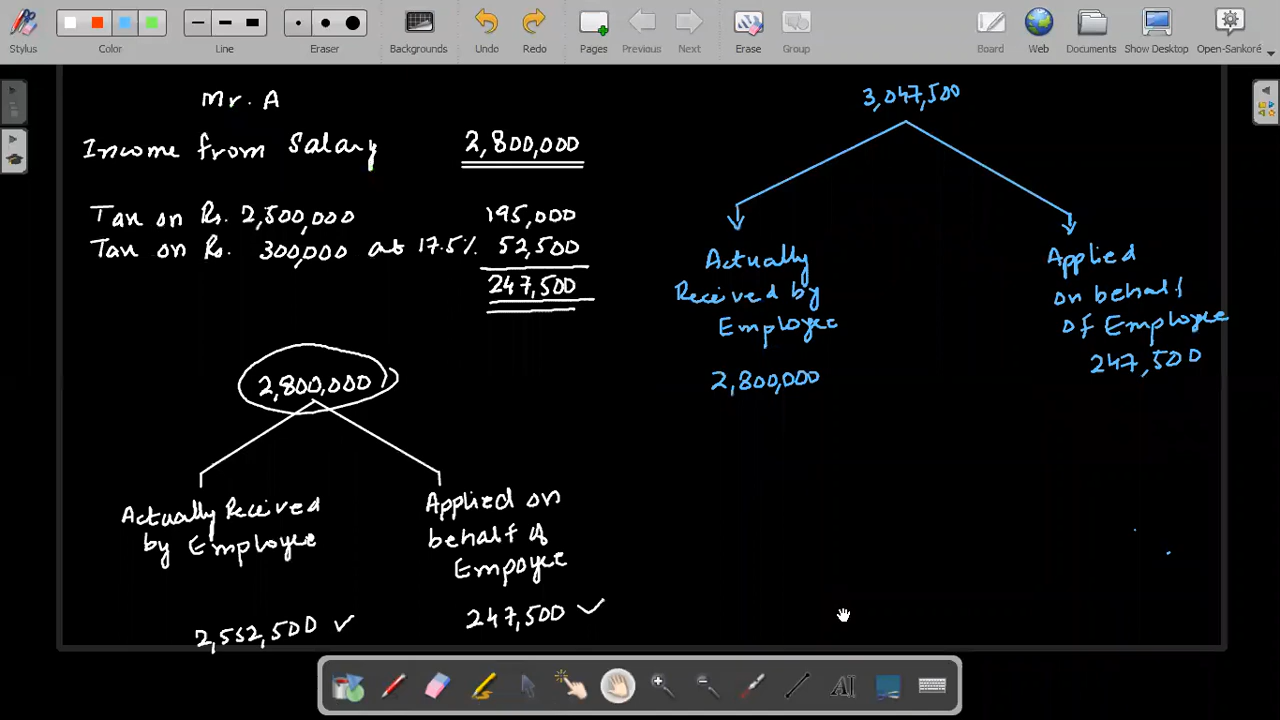 Stylus
Color
Line
Eraser
Backgrounds
Undo
Redo
Pages
Previous
Next
Erase
Group
Board
Web
Documents
Show Desktop
Open-Sankoré
Mr. A
Income from Salary 2,800,000
Tax on Rs. 2,500,000 195,000
Tax on Rs. 300,000 at 17.5% 52,500
247,500
2,800,000
Actually Received
by Employee
2,552,500
Applied on
behalf of
Empoyee
247,500
3,047,500
Actually
Received by
Employee
2,800,000
Applied
on behalf
of Employee
247,500
AI